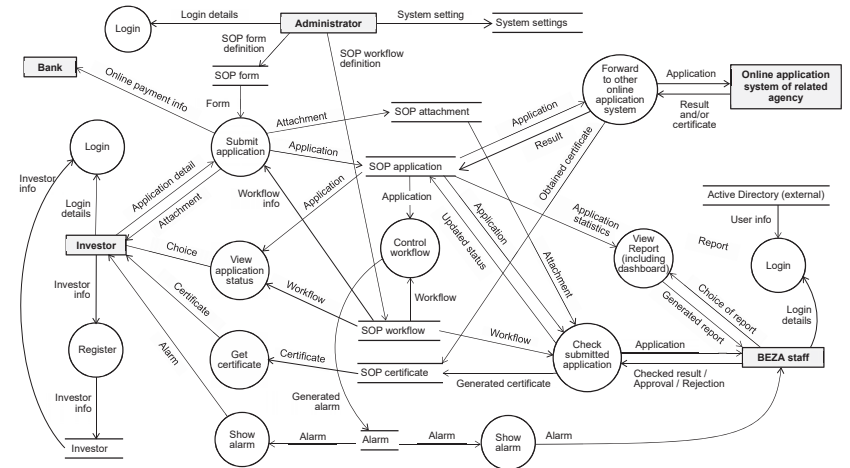 Login details
Administrator
System setting
System settings
Login
SOP form
definition
SOP workflow
definition
Bank
Online payment info
SOP form
Form
Forward
to other
online
application
system
Application
Online application
system of related
agency
Result
and/or
certificate
Attachment
SOP attachment
Application
Result
Login
Submit
application
Application
SOP application
Obtained certificate
Investor
info
Application detail
Attachment
Login
details
Workflow
info
Application
Application
Active Directory (external)
User info
Application
statistics
Application
Updated status
Investor
Choice
View
application
status
Control
workflow
View
Report
(including
dashboard)
Report
Login
Attachment
Investor
info
Certificate
Workflow
Workflow
Choice of report
Generated report
Login
details
SOP workflow
Workflow
Register
Alarm
Get
certificate
Certificate
SOP certificate
Generated certificate
Check
submitted
application
Application
BEZA staff
Checked result /
Approval / Rejection
Investor
info
Generated
alarm
Investor
Show
alarm
Alarm
Alarm
Alarm
Show
alarm
Alarm